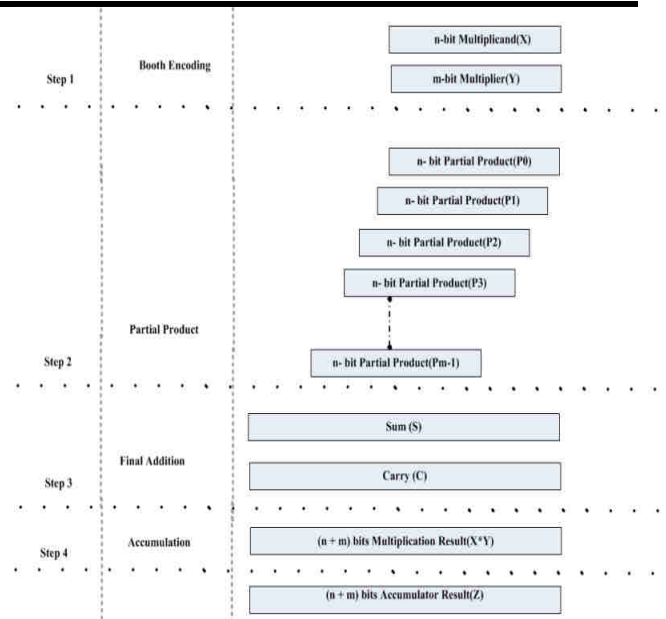 n-bit Multiplicand(X)
Booth Encoding
Step 1
m-bit Multiplier(Y)
n- bit Partial Product(P0)
n- bit Partial Product(P1)
n- bit Partial Product(P2)
n- bit Partial Product(P3)
Partial Product
Step 2
n- bit Partial Product(Pm-1)
Sum (S)
Final Addition
Step 3
Carry (C)
Step 4
Accumulation
(n + m) bits Multiplication Result(X*Y)
(n + m) bits Accumulator Result(Z)